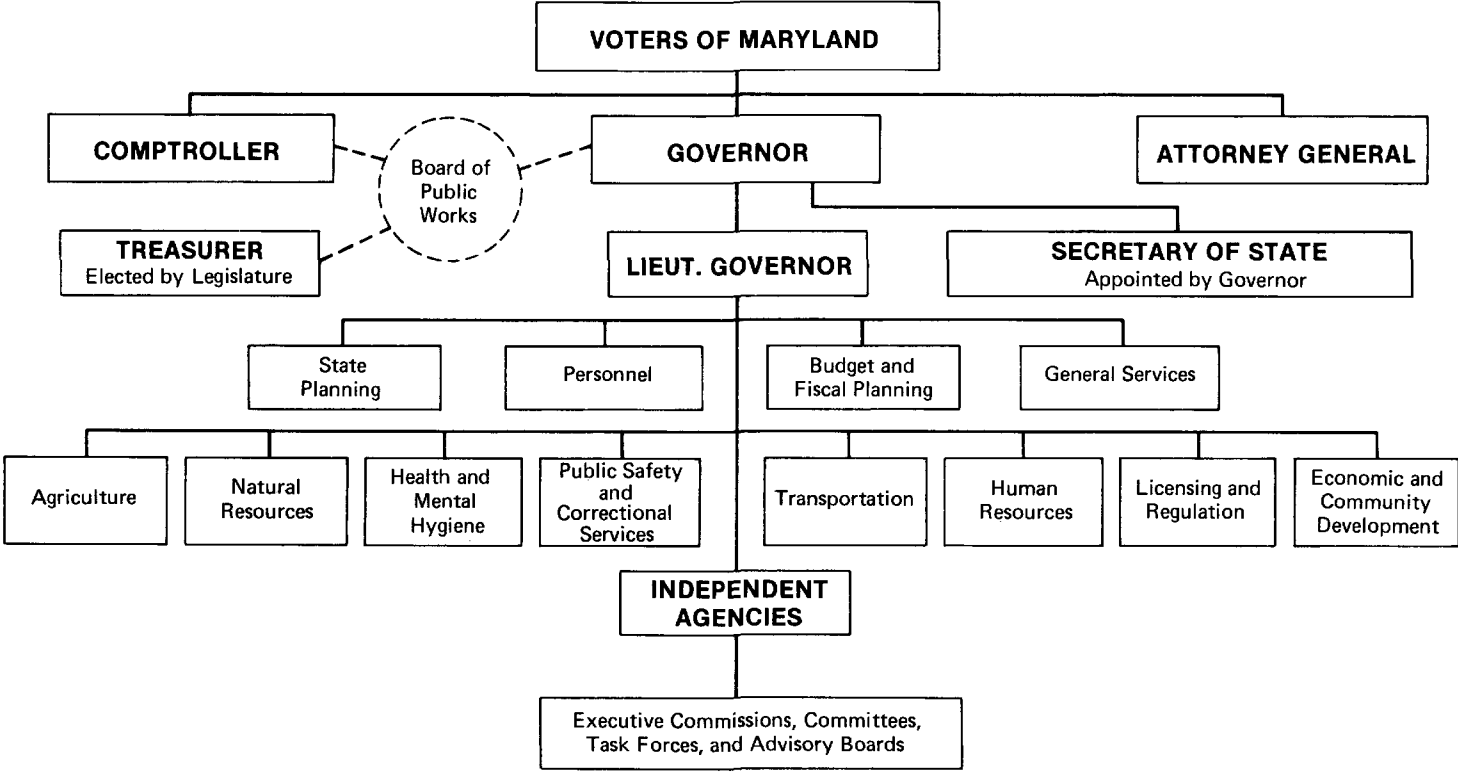 VOTERS OF MARYLAND
COMPTROLLER
Board of
Public
Works
GOVERNOR
ATTORNEY GENERAL
TREASURER
Elected by Legislature
LIEUT. GOVERNOR
SECRETARY OF STATE
Appointed by Governor
State
Planning
Personnel
Budget and
Fiscal Planning
General Services
Agriculture
Natural
Resources
Health and
Mental
Hygiene
Public Safety
and
Correctional
Services
Transportation
Human
Resources
Licensing and
Regulation
Economic and
Community
Development
INDEPENDENT
AGENCIES
Executive Commissions, Committees,
Task Forces, and Advisory Boards